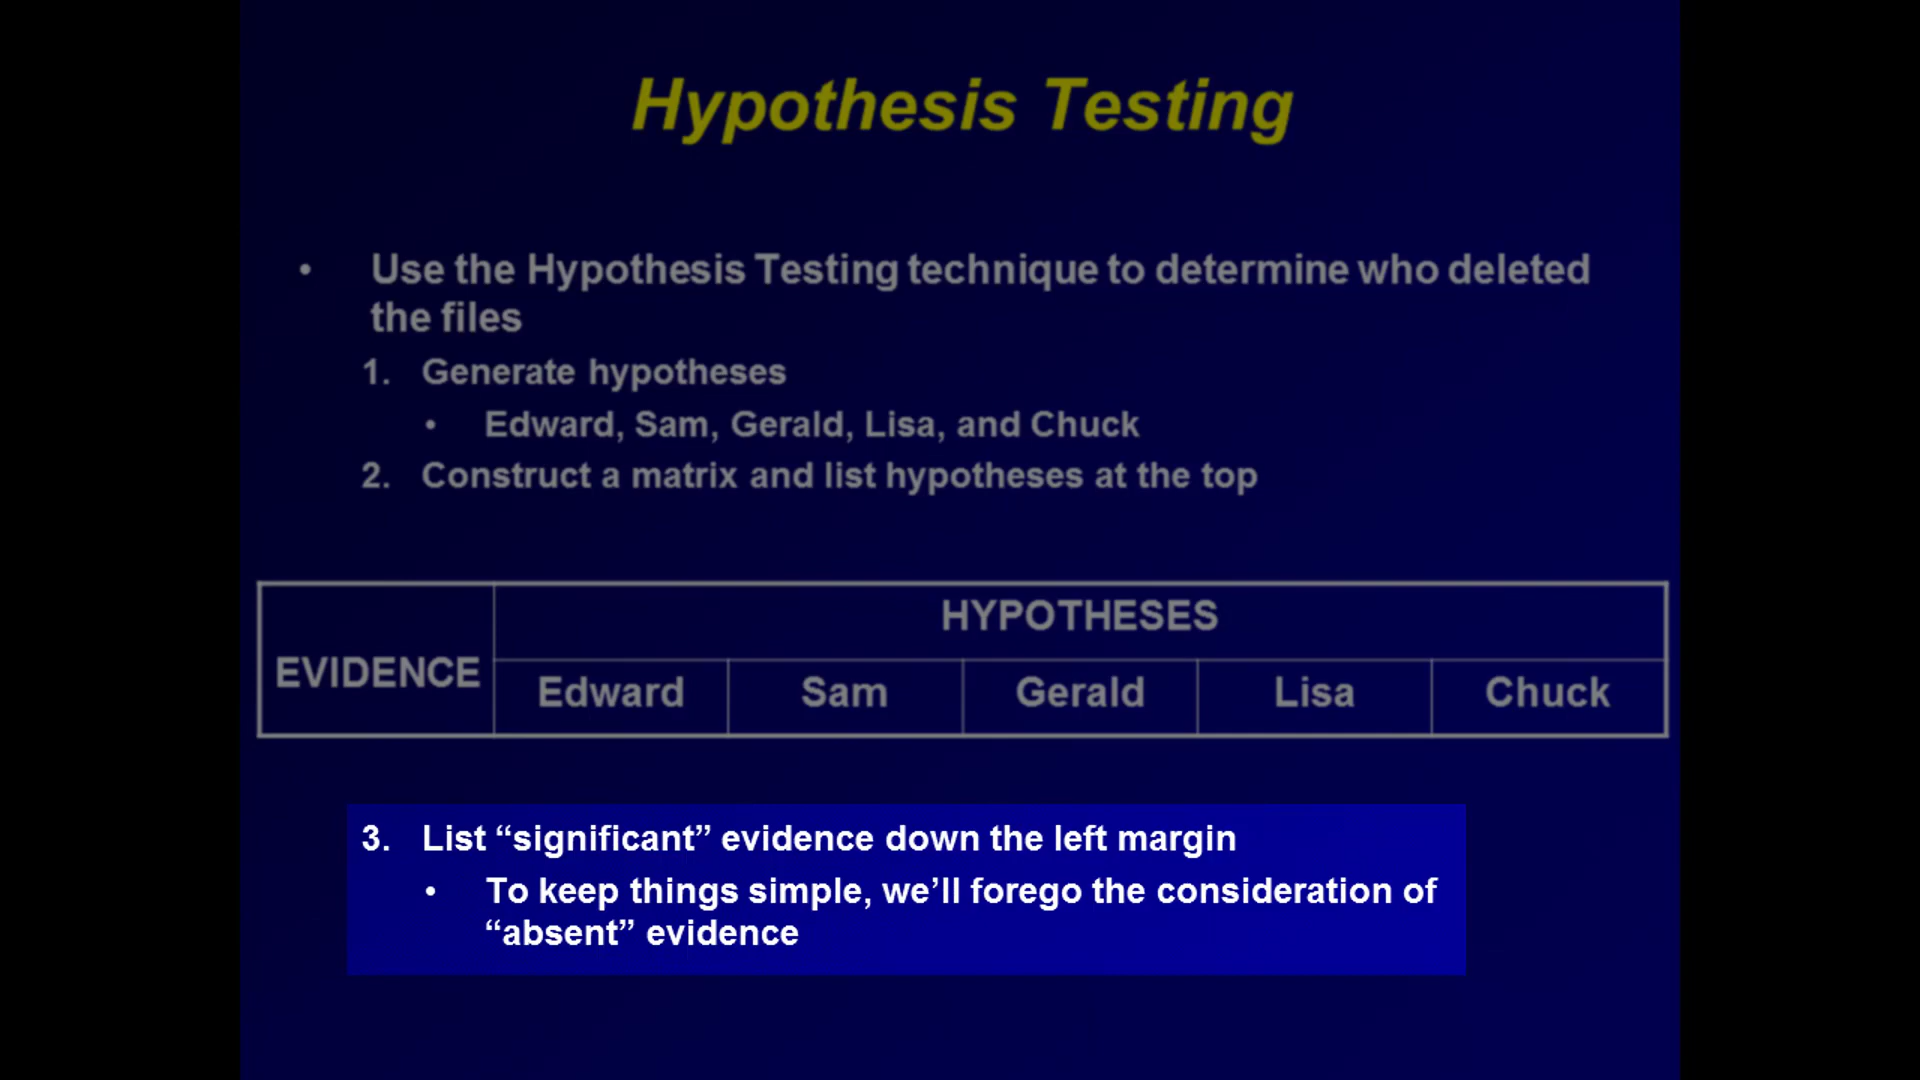 Hypothesis Testing
• Use the Hypothesis Testing technique to determine who deleted
the files
1. Generate hypotheses
• Edward, Sam, Gerald, Lisa, and Chuck
2. Construct a matrix and list hypotheses at the top
HYPOTHESES
EVIDENCE
Edward Sam Gerald Lisa Chuck
3. List “significant” evidence down the left margin
• To keep things simple, we’ll forego the consideration of
“absent” evidence